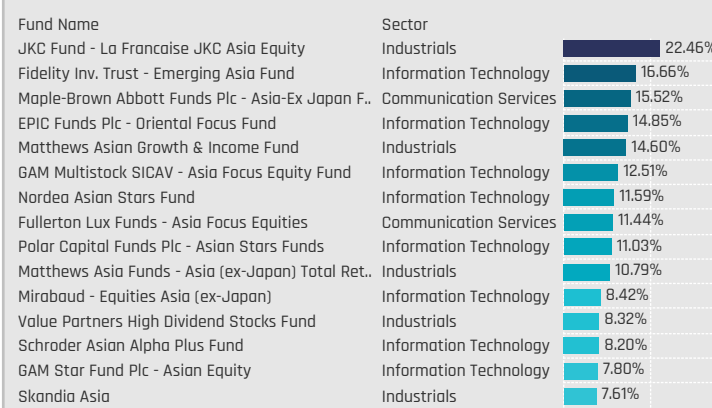 Fund Name Sector
JKC Fund - La Francaise JKC Asia Equity Industrials 22.46%
Fidelity Inv. Trust - Emerging Asia Fund Information Technology 16.66%
Maple-Brown Abbott Funds Plc - Asia-Ex Japan F.. Communication Services 15.52%
EPIC Funds Plc - Oriental Focus Fund Information Technology 14.85%
Matthews Asian Growth & Income Fund Industrials 14.60%
GAM Multistock SICAV - Asia Focus Equity Fund Information Technology 12.51%
Nordea Asian Stars Fund Information Technology 11.59%
Fullerton Lux Funds - Asia Focus Equities Communication Services 11.44%
Polar Capital Funds Plc - Asian Stars Funds Information Technology 11.03%
Matthews Asia Funds - Asia (ex-Japan) Total Ret.. Industrials 10.79%
Mirabaud - Equities Asia (ex-Japan) Information Technology 8.42%
Value Partners High Dividend Stocks Fund Industrials 8.32%
Schroder Asian Alpha Plus Fund Information Technology 8.20%
GAM Star Fund Plc - Asian Equity Information Technology 7.80%
Skandia Asia Industrials 7.61%